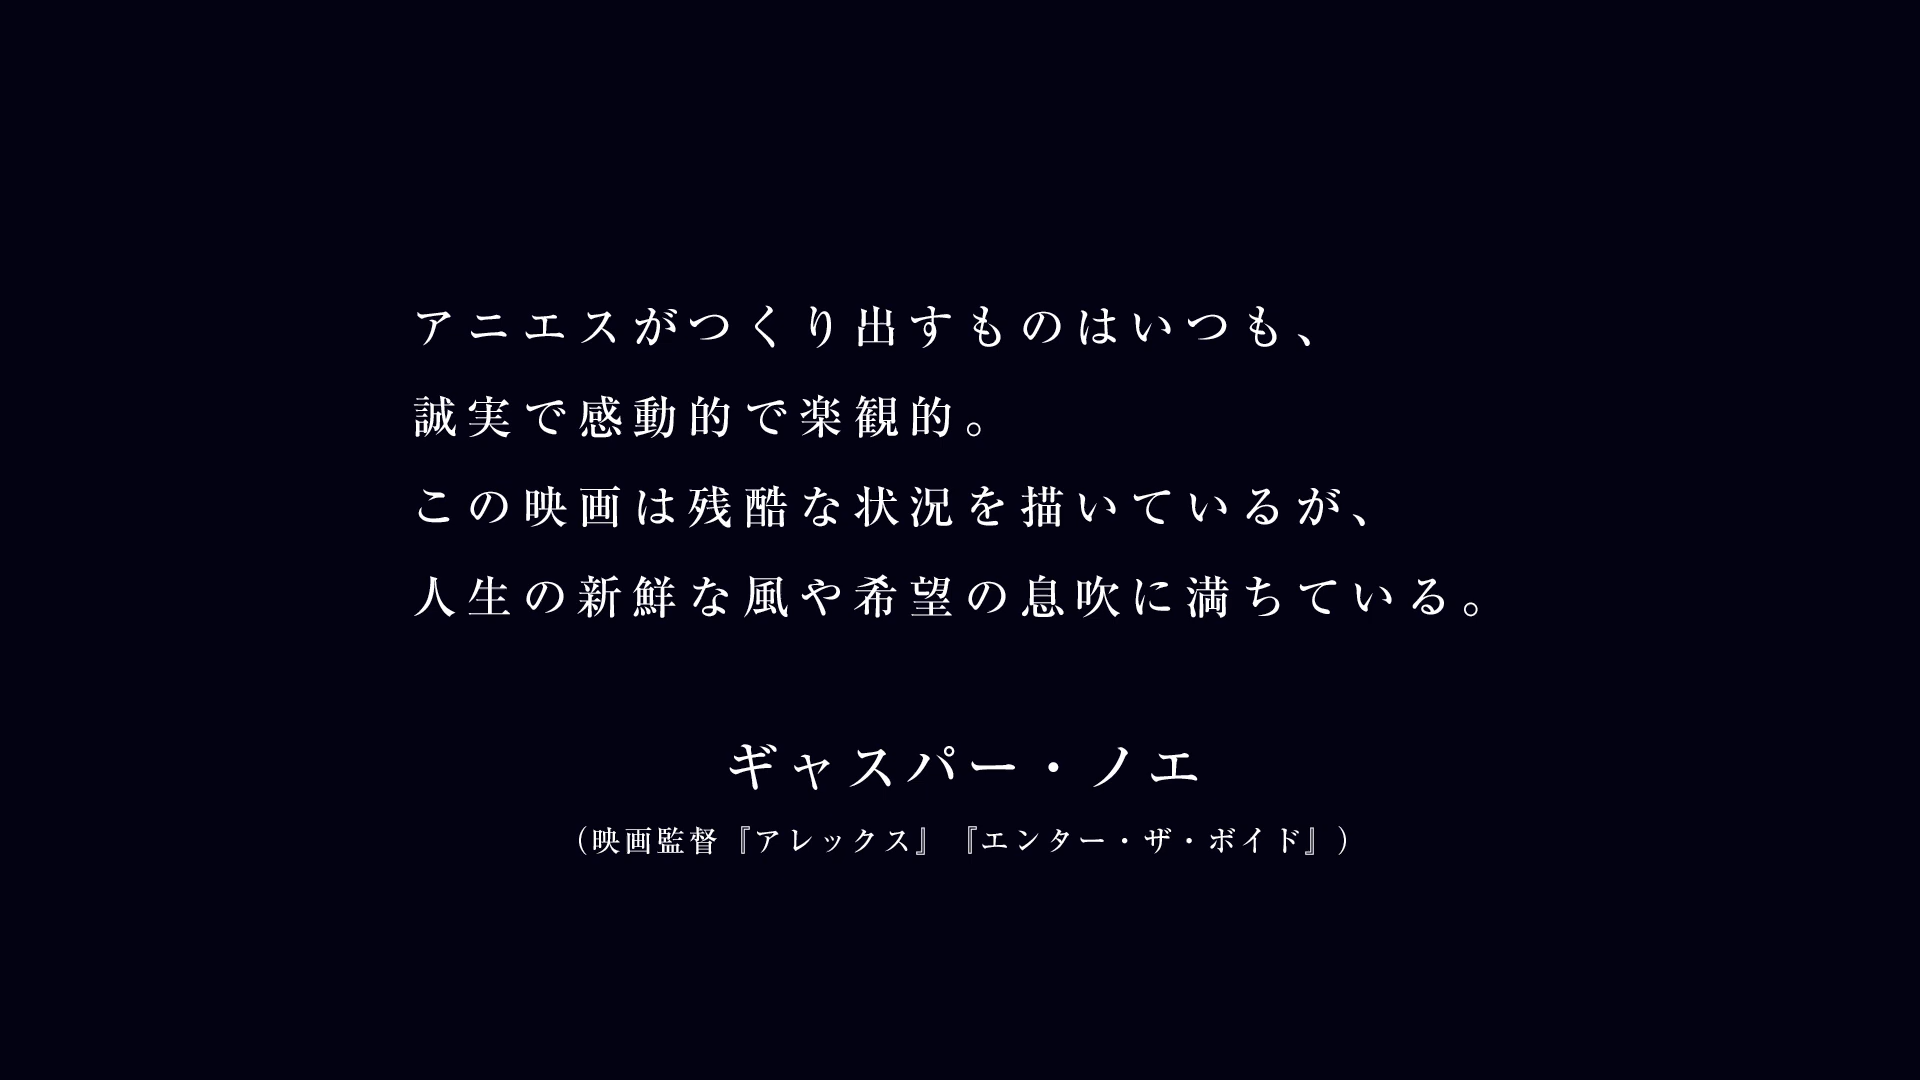 アニエスがつくり出すものはいつも、
誠実で感動的で楽観的。
この映画は残酷な状況を描いているが、
人生の新鮮な風や希望の息吹に満ちている。
ギャスパー・ノエ
（映画監督『アレックス』『エンター・ザ・ボイド』）